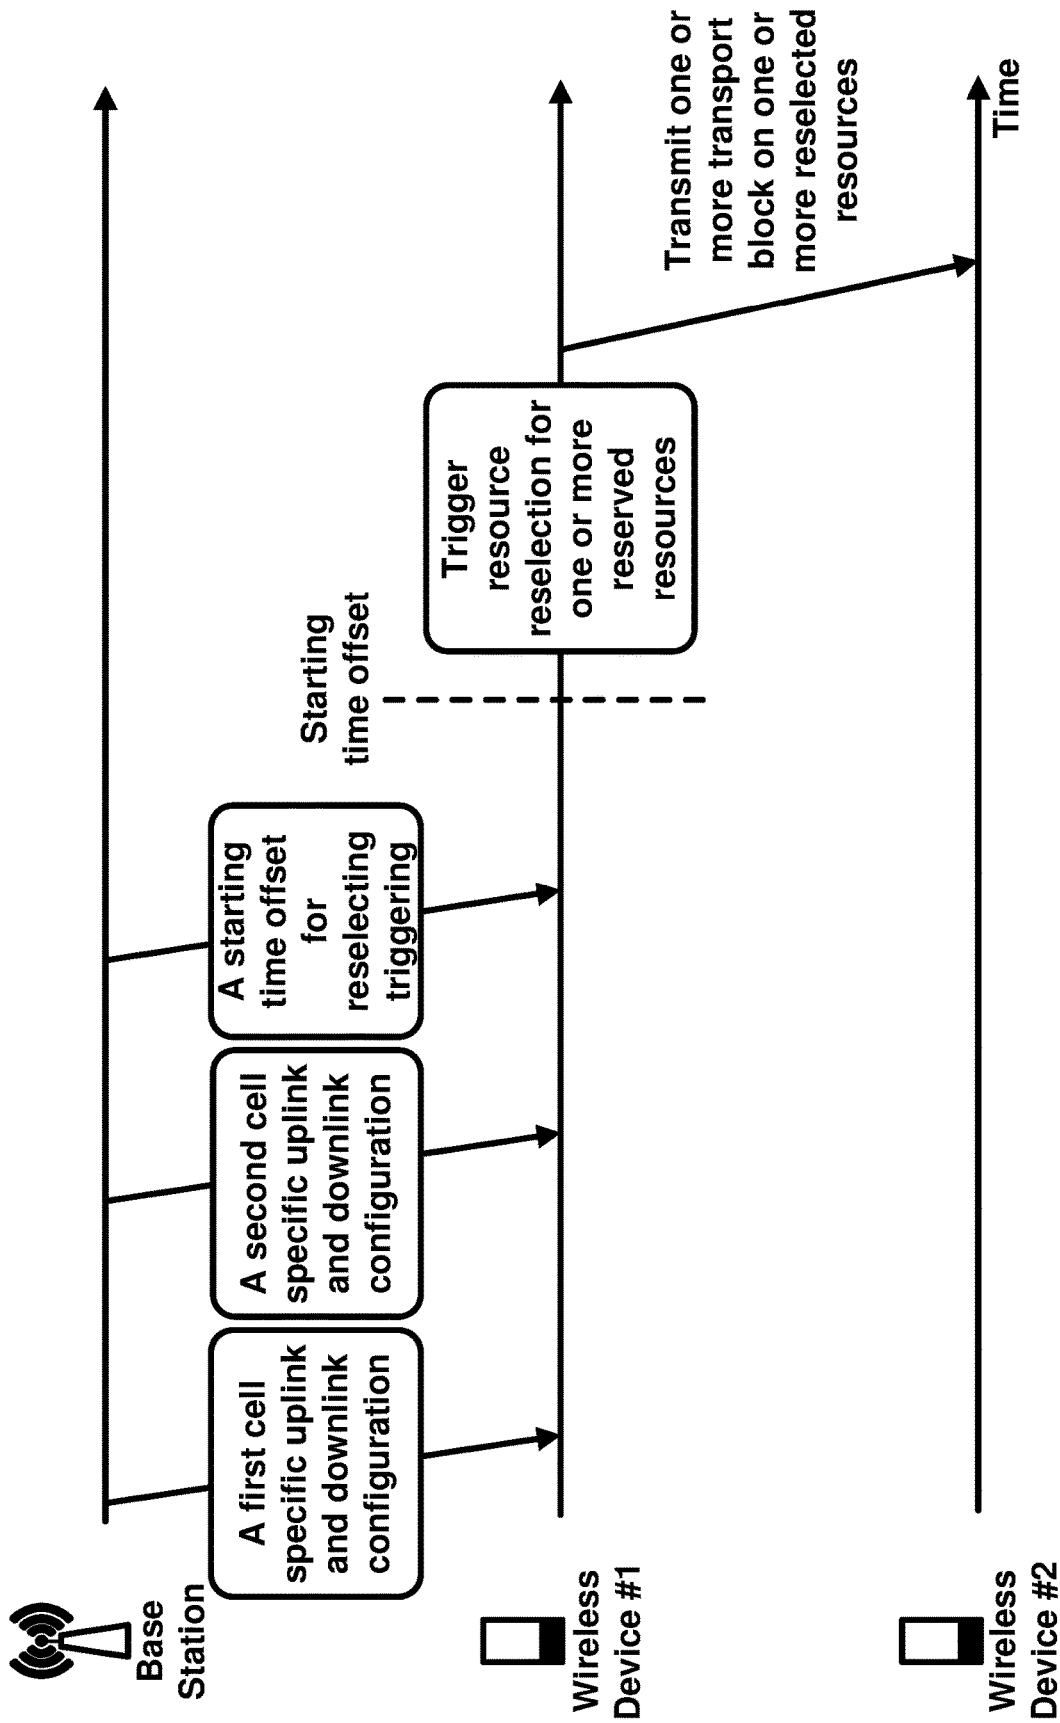 Base
Station
A first cell
specific uplink
and downlink
configuration
A second cell
specific uplink
and downlink
configuration
A starting
time offset
for
reselecting
triggering
Starting
time offset
Wireless
Device #1
Trigger
resource
reselection for
one or more
reserved
resources
Transmit one or
more transport
block on one or
more reselected
resources
Wireless
Device #2
Time